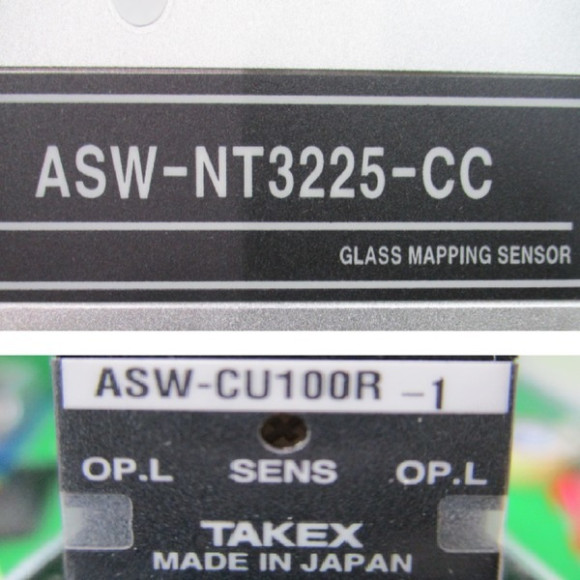 ASW-NT3225-CC
GLASS MAPPING SENSOR
ASW-CU100R -1
OP.L SENS OP.L
TAKEX
MADE IN JAPAN